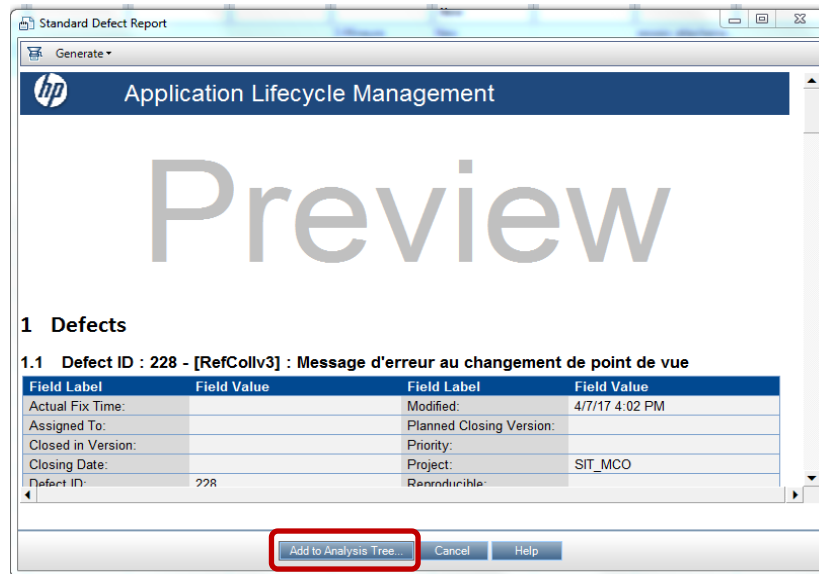 Standard Defect Report
Generate
hp Application Lifecycle Management
Preview
1 Defects
1.1 Defect ID : 228 - [RefCollv3] : Message d'erreur au changement de point de vue
Field Label Field Value Field Label Field Value
Actual Fix Time: Modified: 4/7/17 4:02 PM
Assigned To: Planned Closing Version:
Closed in Version: Priority:
Closing Date: Project: SIT_MCO
Defect ID: 228 Reproducible:
Add to Analysis Tree... Cancel Help